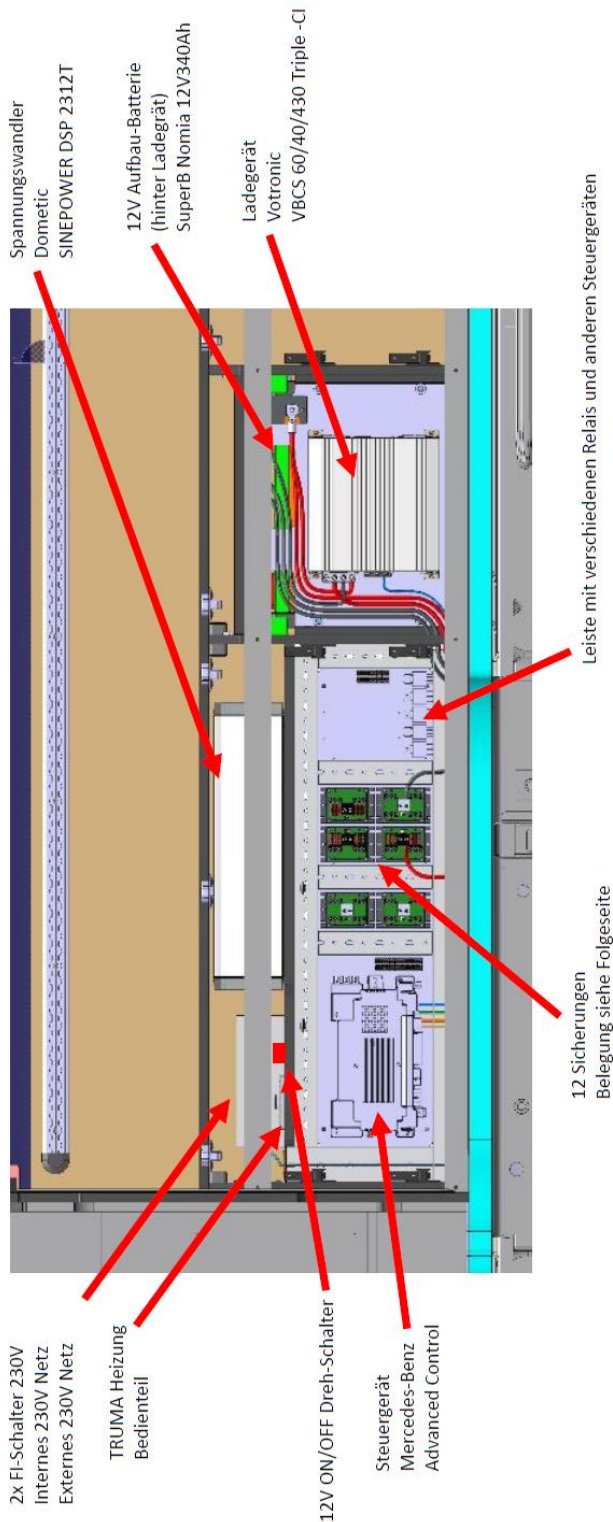 2x FI-Schalter 230V
Internes 230V Netz
Externes 230V Netz
TRUMA Heizung
Bedienteil
12V ON/OFF Dreh-Schalter
Steuergerät
Mercedes-Benz
Advanced Control
Spannungswandler
Dometic
SINEPOWER DSP 2312T
12V Aufbau-Batterie
(hinter Ladegrät)
SuperB Nomia 12V340Ah
Ladegerät
Votronic
VBCS 60/40/430 Triple -CI
12 Sicherungen
Belegung siehe Folgeseite
Leiste mit verschiedenen Relais und anderen Steuergeräten